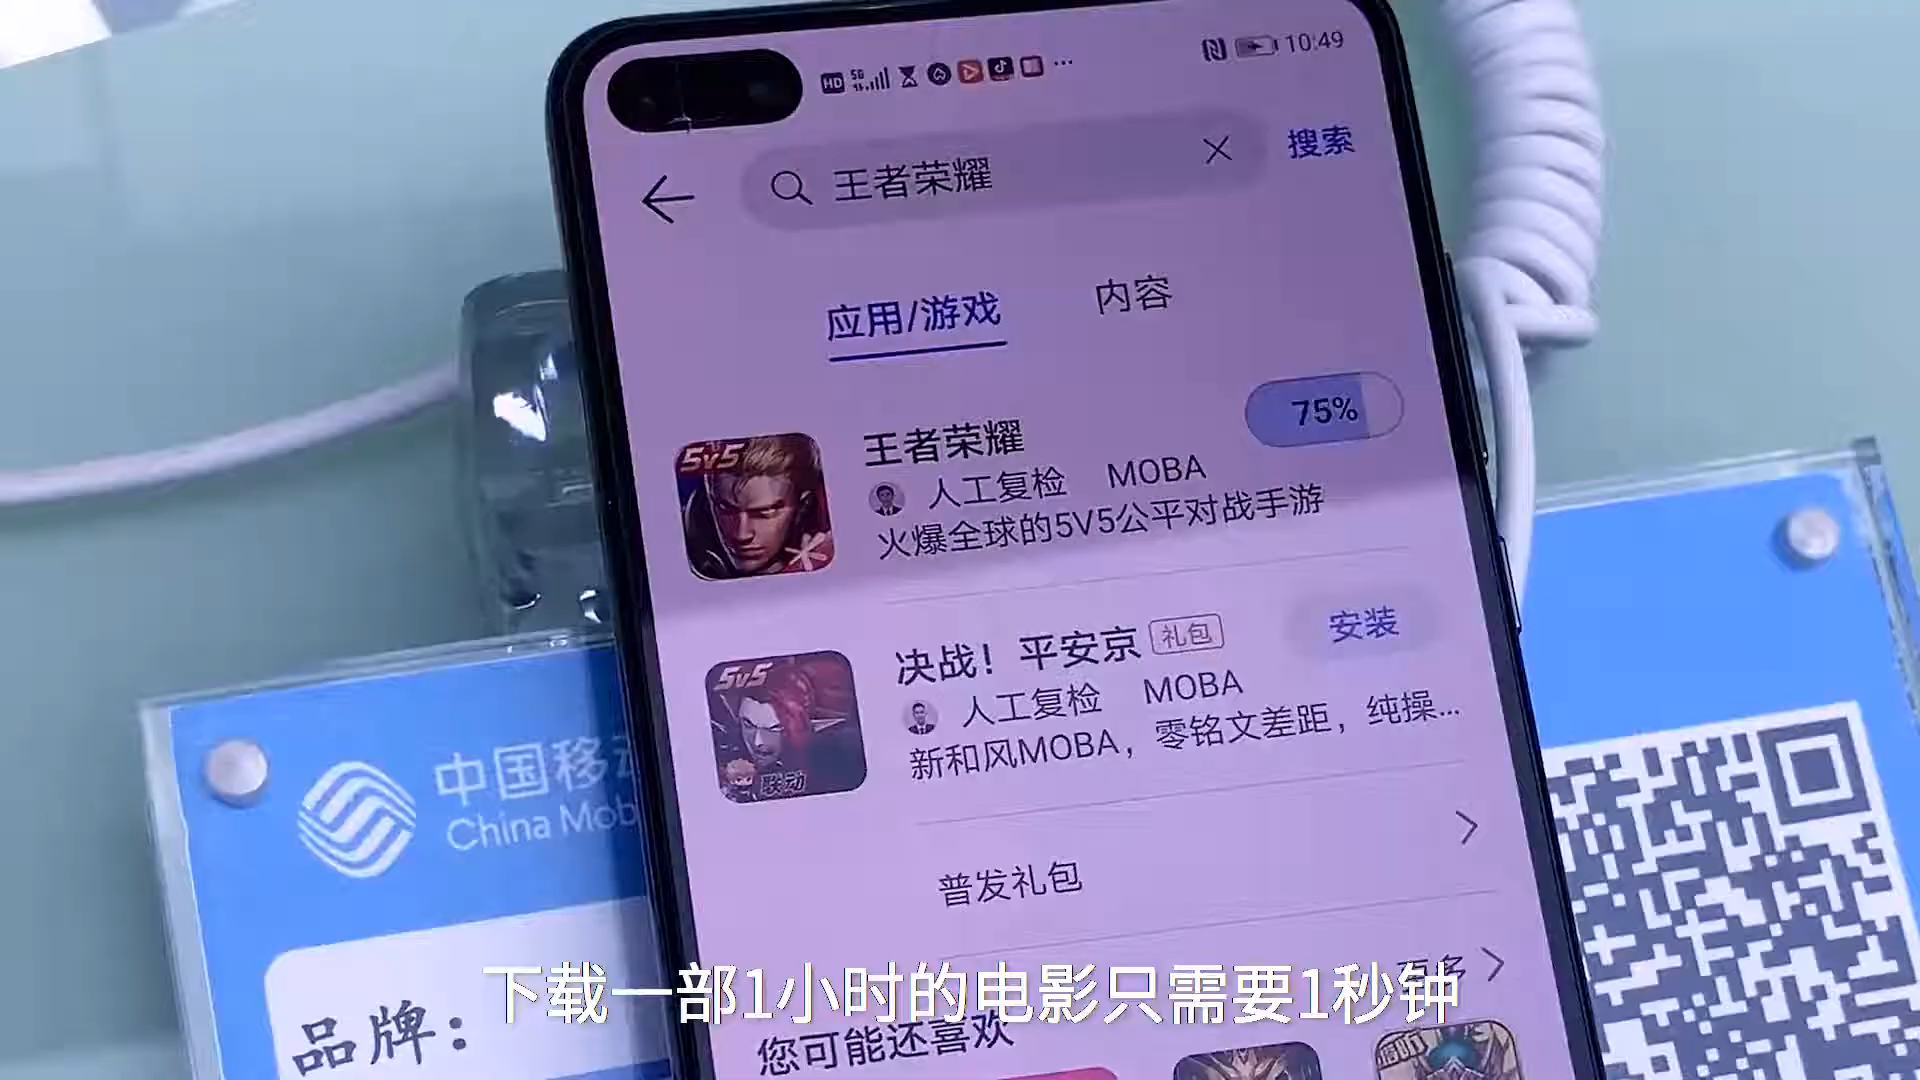 HD 5G 10:49
王者荣耀 搜索
应用/游戏 内容
75%
王者荣耀
人工复检 MOBA
火爆全球的5V5公平对战手游
5v5
决战！平安京 礼包 安装
人工复检 MOBA
新和风MOBA，零铭文差距，纯操...
5v5
联动
普发礼包
更多
您可能还喜欢
中国移动
China Mob
品牌：
下载一部1小时的电影只需要1秒钟